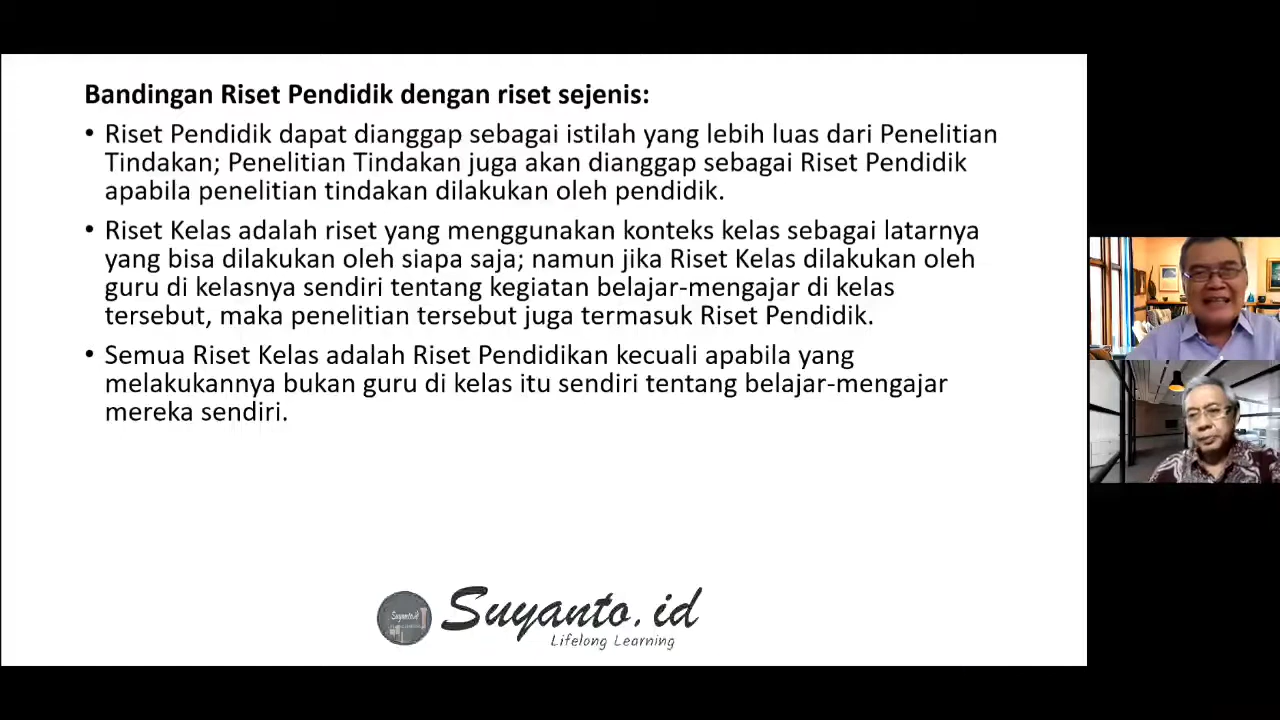 Bandingan Riset Pendidik dengan riset sejenis:
• Riset Pendidik dapat dianggap sebagai istilah yang lebih luas dari Penelitian
Tindakan; Penelitian Tindakan juga akan dianggap sebagai Riset Pendidik
apabila penelitian tindakan dilakukan oleh pendidik.
• Riset Kelas adalah riset yang menggunakan konteks kelas sebagai latarnya
yang bisa dilakukan oleh siapa saja; namun jika Riset Kelas dilakukan oleh
guru di kelasnya sendiri tentang kegiatan belajar-mengajar di kelas
tersebut, maka penelitian tersebut juga termasuk Riset Pendidik.
• Semua Riset Kelas adalah Riset Pendidikan kecuali apabila yang
melakukannya bukan guru di kelas itu sendiri tentang belajar-mengajar
mereka sendiri.
Suyanto.id
Suyanto.id
Lifelong Learning